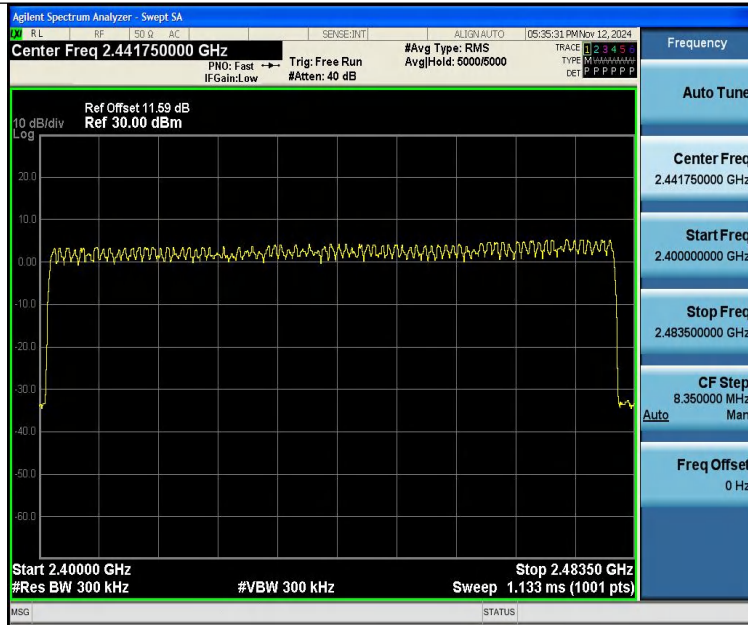 Agilent Spectrum Analyzer - Swept SA
LXI RL RF 50 Ω AC SENSE:INT ALIGN AUTO 05:35:31 PM Nov 12, 2024
Center Freq 2.441750000 GHz
PNO: Fast
IFGain:Low
Trig: Free Run
#Atten: 40 dB
#Avg Type: RMS
Avg|Hold: 5000/5000
TRACE 1 2 3 4 5 6
TYPE M WWWWW
DET P P P P P P
Ref Offset 11.59 dB
10 dB/div Ref 30.00 dBm
Log
20.0
10.0
0.00
-10.0
-20.0
-30.0
-40.0
-50.0
-60.0
Start 2.40000 GHz Stop 2.48350 GHz
#Res BW 300 kHz #VBW 300 kHz Sweep 1.133 ms (1001 pts)
MSG STATUS
Frequency
Auto Tune
Center Freq
2.441750000 GHz
Start Freq
2.400000000 GHz
Stop Freq
2.483500000 GHz
CF Step
8.350000 MHz
Auto Man
Freq Offset
0 Hz